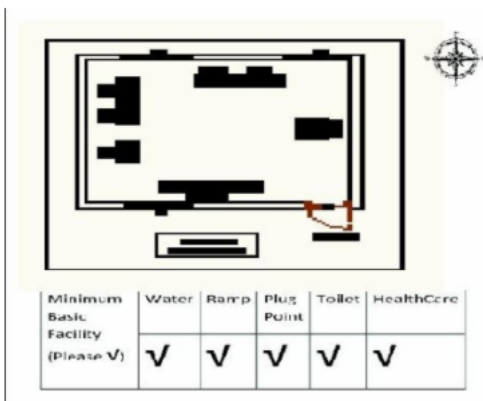 Minimum Basic Facility (Please √)
Water
Ramp
Plug Point
Toilet
HealthCare
√ √ √ √ √